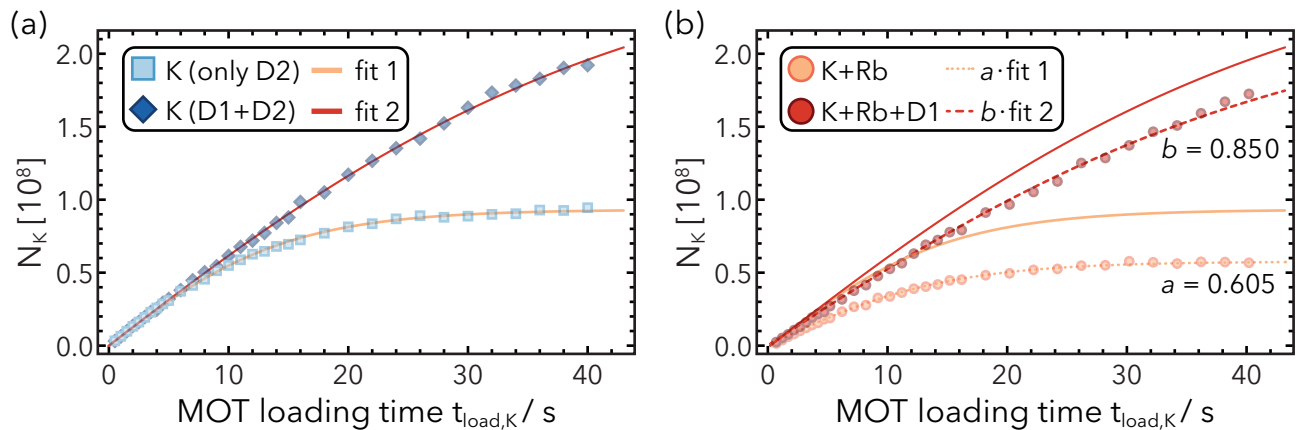 (a)
2.0
1.5
1.0
0.5
0.0
N_K [10^8]
K (only D2)
fit 1
K (D1+D2)
fit 2
0 10 20 30 40
MOT loading time t_load,K / s
(b)
2.0
1.5
1.0
0.5
0.0
N_K [10^8]
K+Rb
a·fit 1
K+Rb+D1
b·fit 2
b = 0.850
a = 0.605
0 10 20 30 40
MOT loading time t_load,K / s